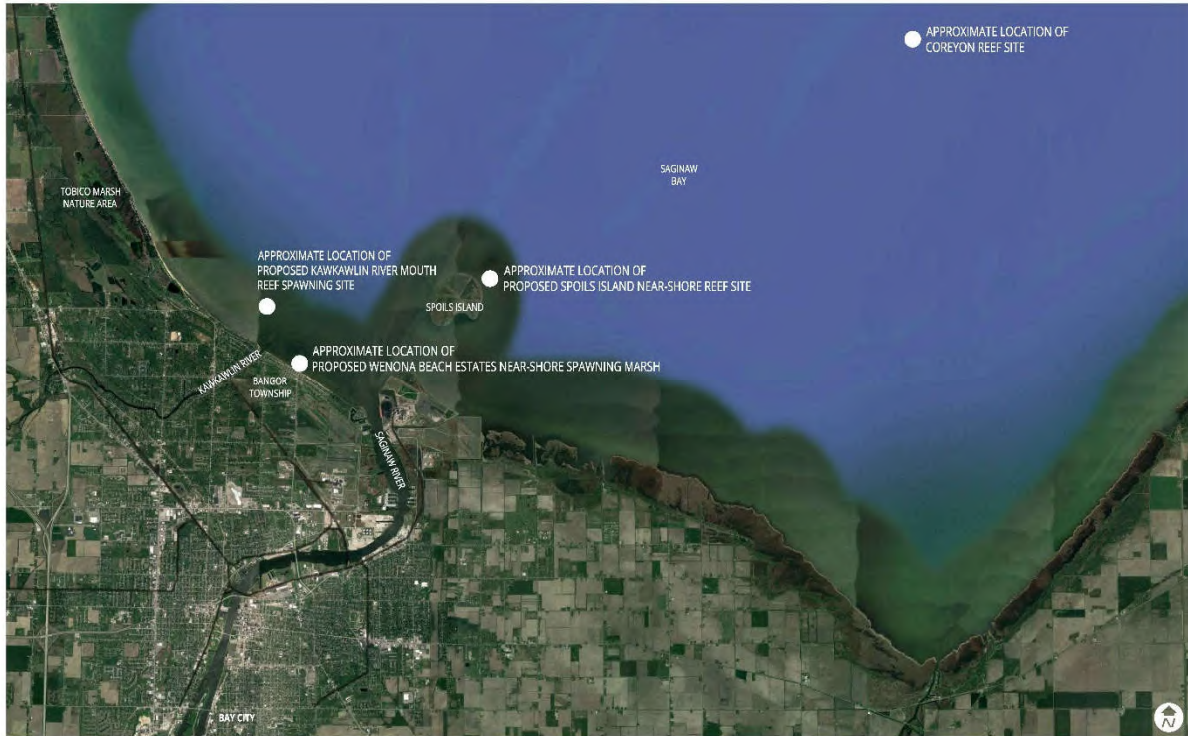 APPROXIMATE LOCATION OF
COREYON REEF SITE
SAGINAW
BAY
TOBICO MARSH
NATURE AREA
APPROXIMATE LOCATION OF
PROPOSED KAWKAWLIN RIVER MOUTH
REEF SPAWNING SITE
APPROXIMATE LOCATION OF
PROPOSED SPOILS ISLAND NEAR-SHORE REEF SITE
SPOILS ISLAND
APPROXIMATE LOCATION OF
PROPOSED WENONA BEACH ESTATES NEAR-SHORE SPAWNING MARSH
KAWKAWLIN RIVER
BANGOR
TOWNSHIP
SAGINAW RIVER
BAY CITY
N